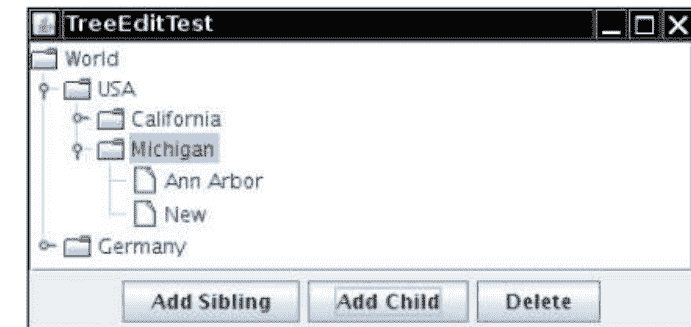 TreeEditTest
World
USA
California
Michigan
Ann Arbor
New
Germany
Add Sibling Add Child Delete